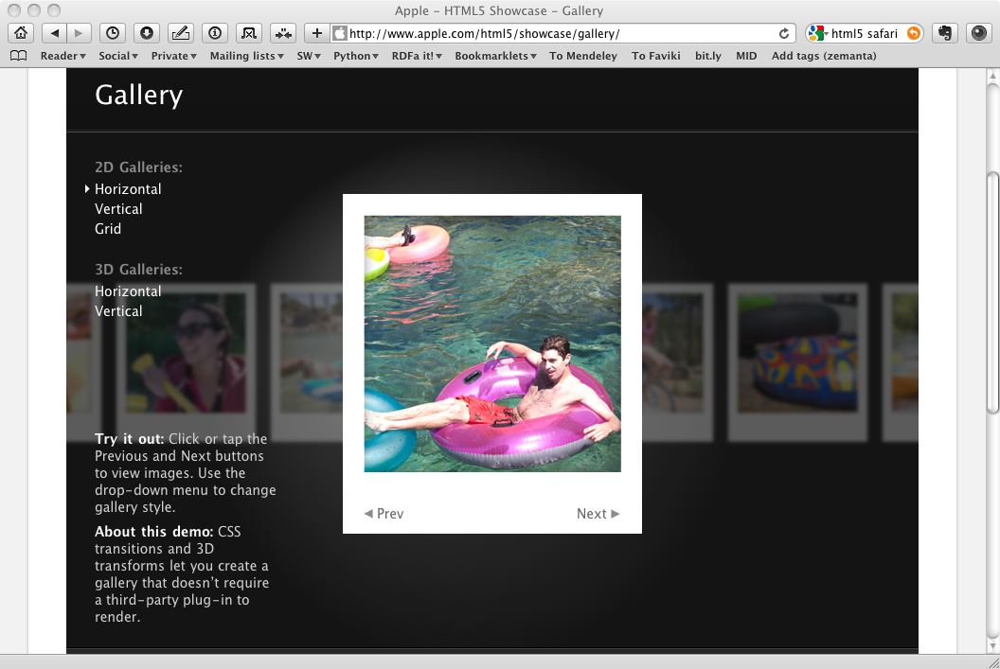 Apple – HTML5 Showcase – Gallery
http://www.apple.com/html5/showcase/gallery/
html5 safari
Reader▾ Social▾ Private▾ Mailing lists▾ SW▾ Python▾ RDFa it!▾ Bookmarklets▾ To Mendeley To Faviki bit.ly MID Add tags (zemanta)
Gallery
2D Galleries:
Horizontal
Vertical
Grid
3D Galleries:
Horizontal
Vertical
Try it out: Click or tap the
Previous and Next buttons
to view images. Use the
drop-down menu to change
gallery style.
About this demo: CSS
transitions and 3D
transforms let you create a
gallery that doesn’t require
a third-party plug-in to
render.
◀ Prev
Next ▶